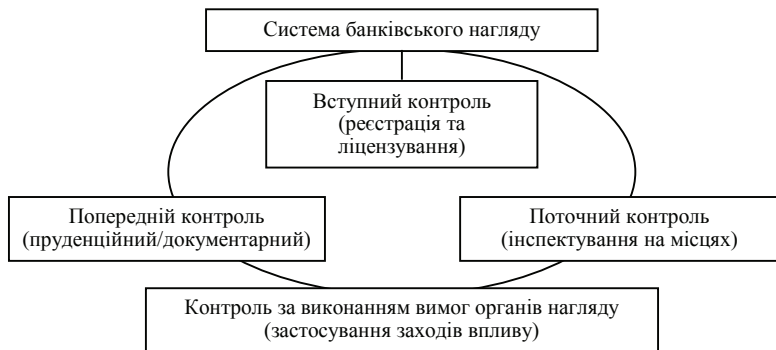 Система банківського нагляду
Вступний контроль
(реєстрація та
ліцензування)
Попередній контроль
(пруденційний/документарний)
Поточний контроль
(інспектування на місцях)
Контроль за виконанням вимог органів нагляду
(застосування заходів впливу)